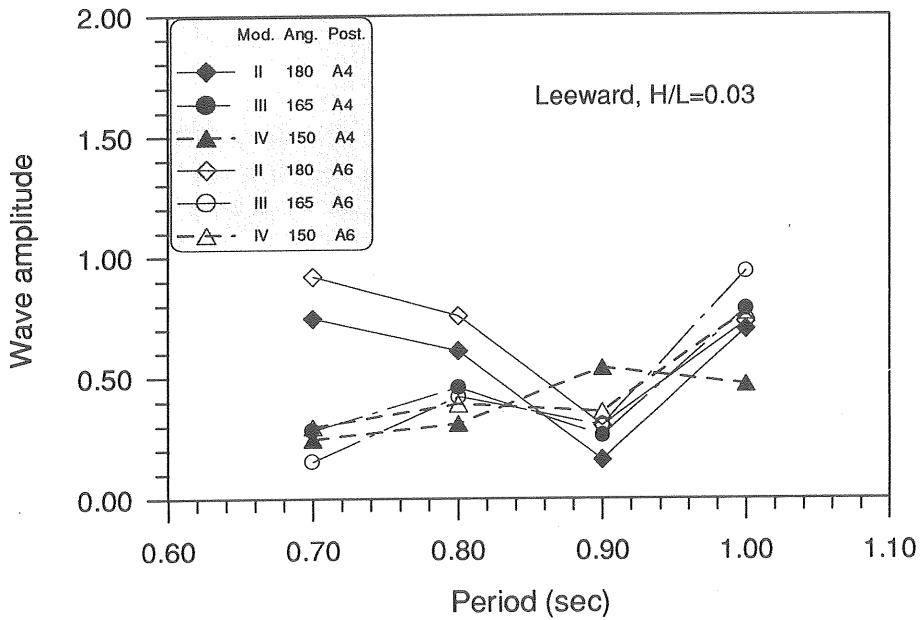 2.00
1.50
1.00
0.50
0.00
Wave amplitude
Mod. Ang. Post.
II 180 A4
III 165 A4
IV 150 A4
II 180 A6
III 165 A6
IV 150 A6
Leeward, H/L=0.03
0.60 0.70 0.80 0.90 1.00 1.10
Period (sec)